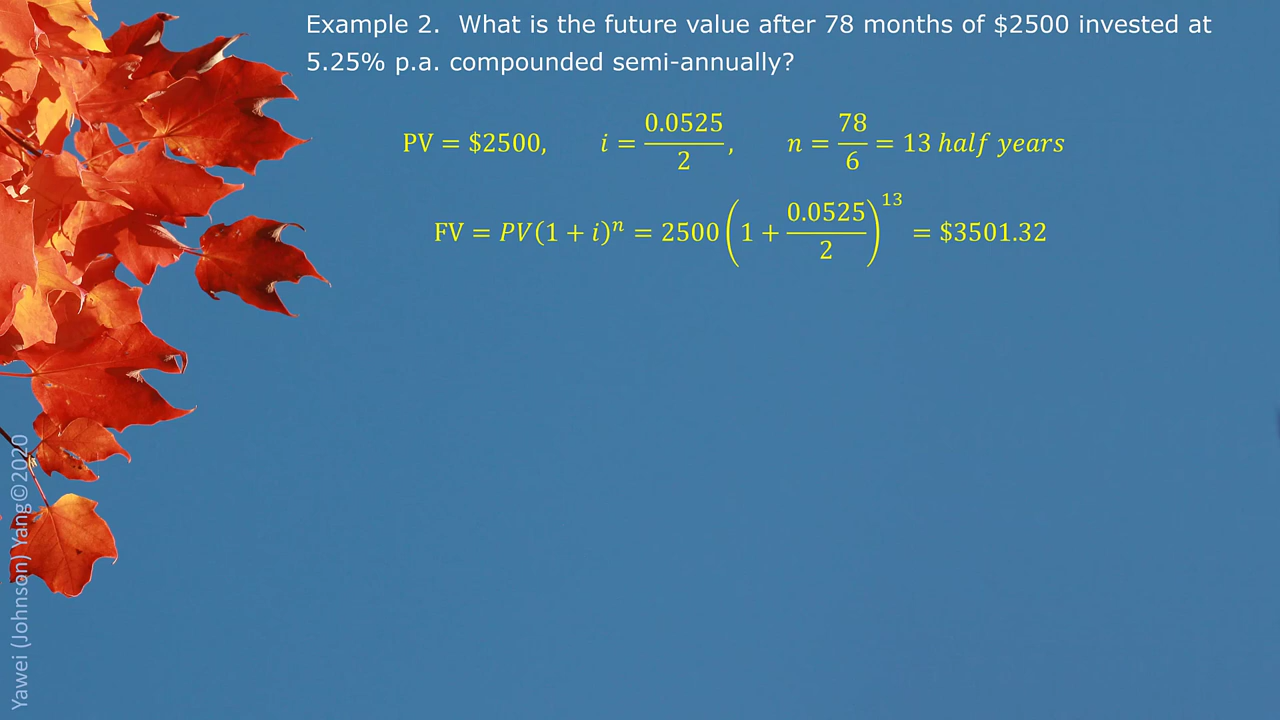 Example 2. What is the future value after 78 months of $2500 invested at
5.25% p.a. compounded semi-annually?
PV = $2500, i = 0.0525/2, n = 78/6 = 13 half years
FV = PV(1 + i)^n = 2500(1 + 0.0525/2)^13 = $3501.32
Yawei (Johnson) Yang©2020